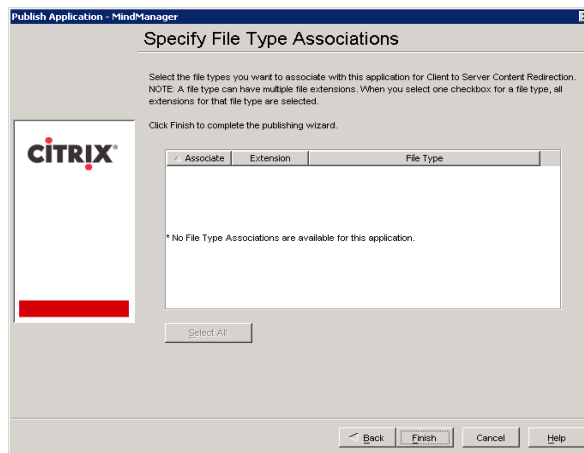 Publish Application - MindManager
Specify File Type Associations
Select the file types you want to associate with this application for Client to Server Content Redirection.
NOTE: A file type can have multiple file extensions. When you select one checkbox for a file type, all
extensions for that file type are selected.
Click Finish to complete the publishing wizard.
CITRIX®
Associate Extension File Type
* No File Type Associations are available for this application.
Select All
Back Finish Cancel Help